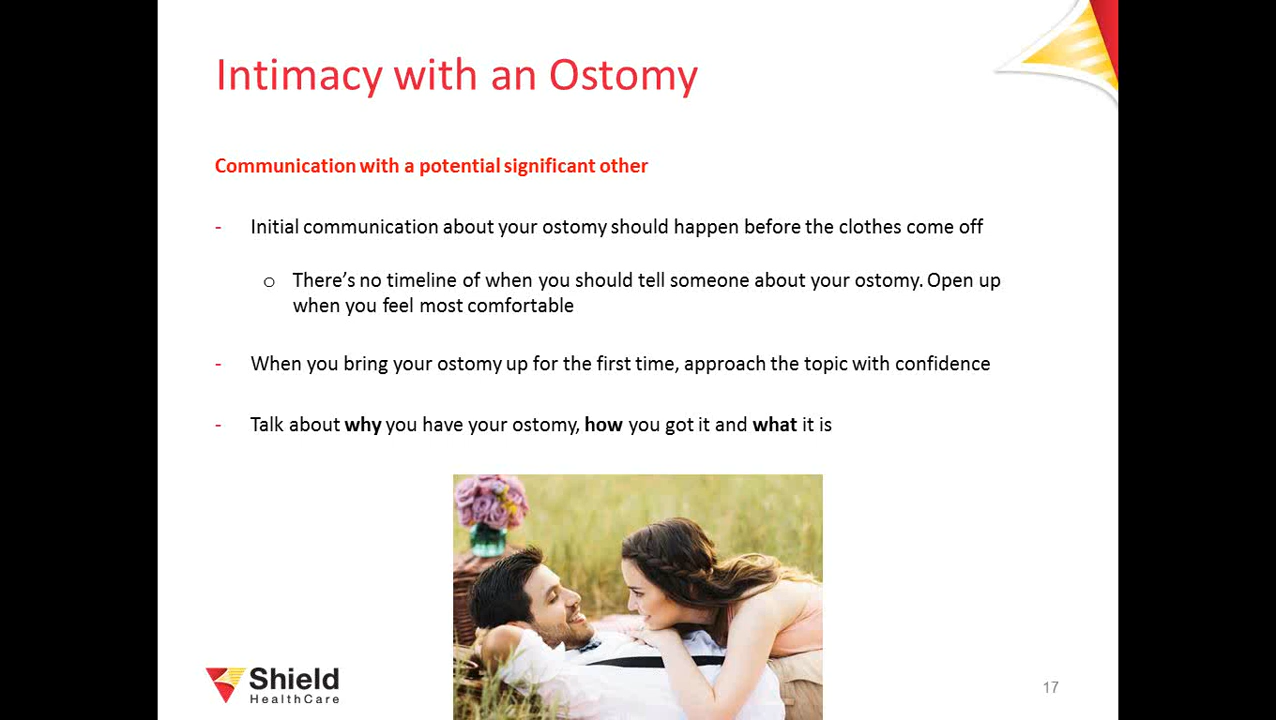 Intimacy with an Ostomy
Communication with a potential significant other
- Initial communication about your ostomy should happen before the clothes come off
o There’s no timeline of when you should tell someone about your ostomy. Open up
when you feel most comfortable
- When you bring your ostomy up for the first time, approach the topic with confidence
- Talk about why you have your ostomy, how you got it and what it is
Shield
HealthCare
17